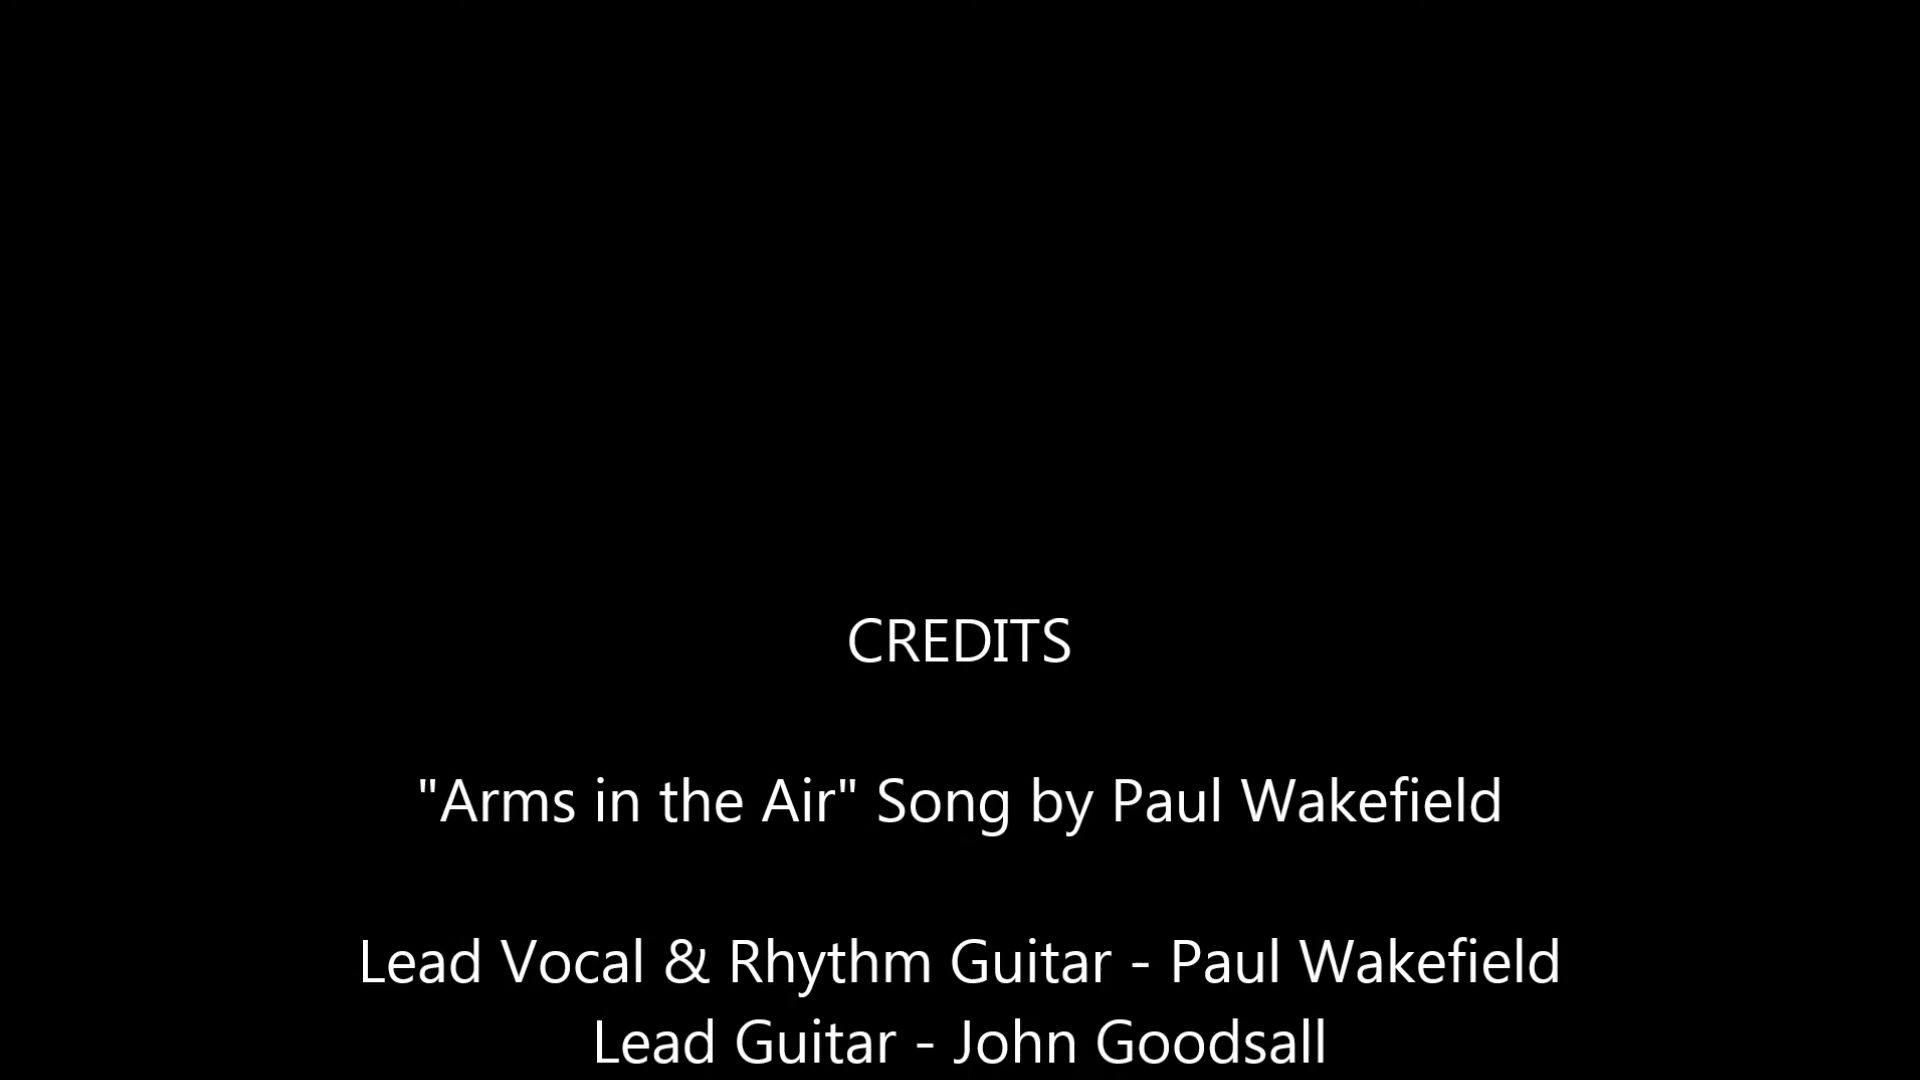 CREDITS
"Arms in the Air" Song by Paul Wakefield
Lead Vocal & Rhythm Guitar - Paul Wakefield
Lead Guitar - John Goodsall